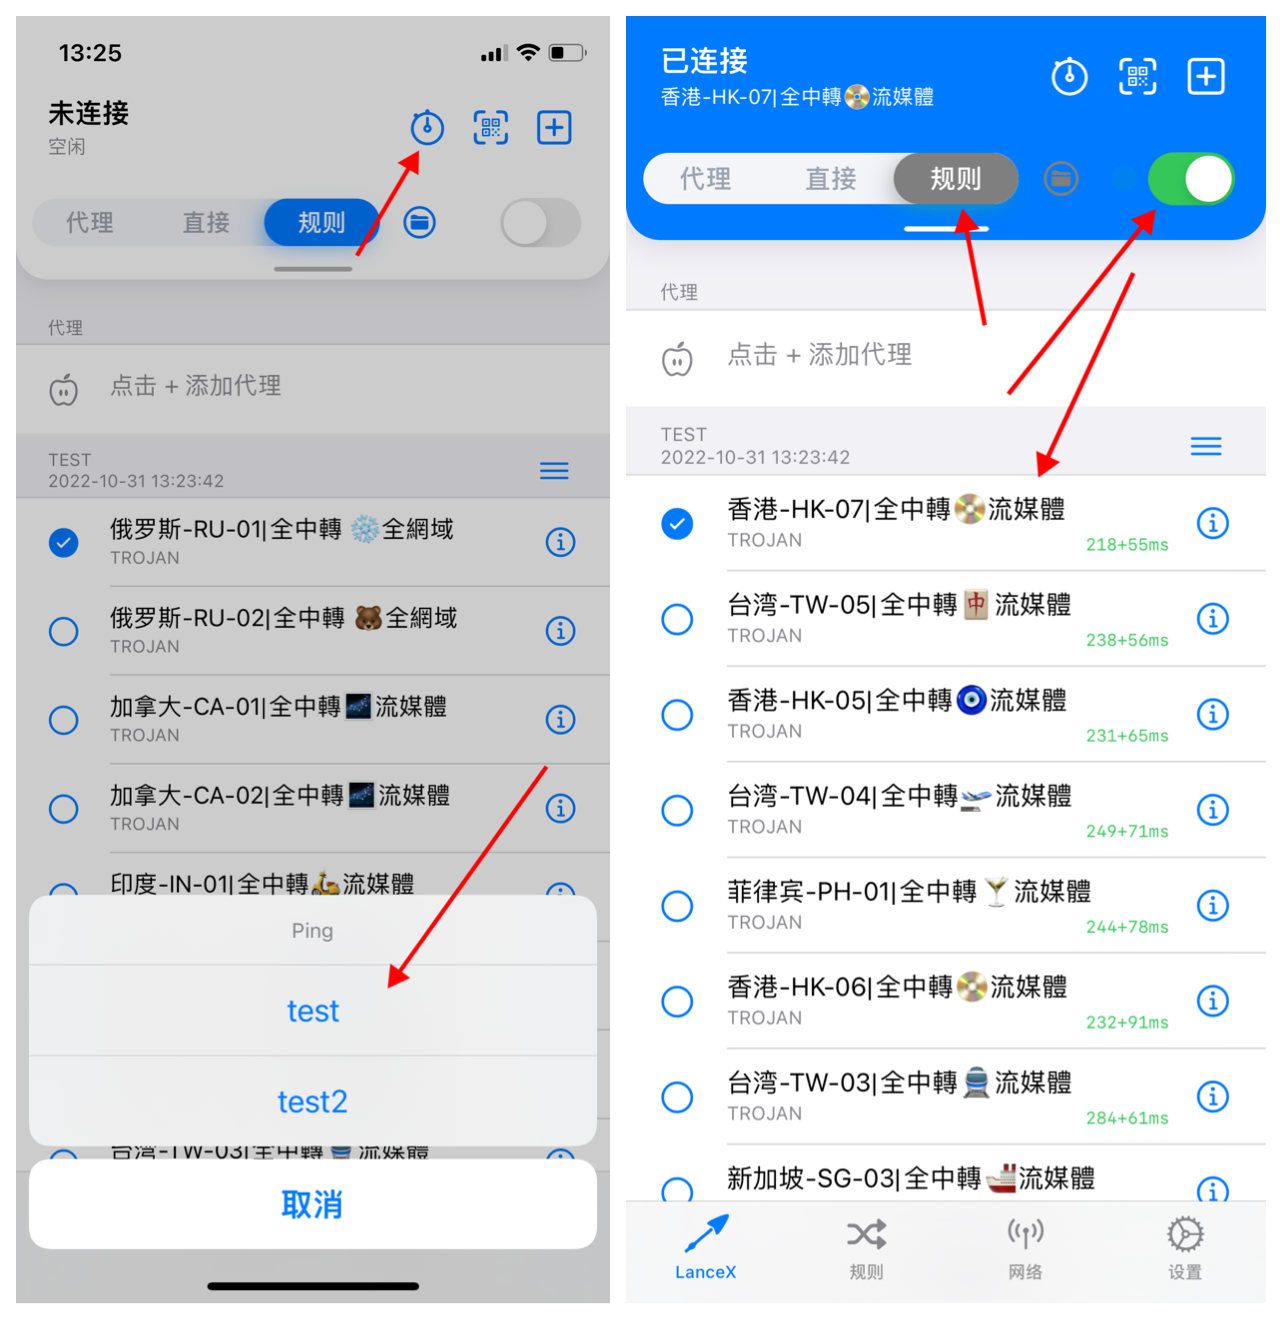 13:25
未连接
空闲
代理
直接
规则
代理
点击 + 添加代理
TEST
2022-10-31 13:23:42
俄罗斯-RU-01|全中轉 ❄️全網域
TROJAN
俄罗斯-RU-02|全中轉 🐻全網域
TROJAN
加拿大-CA-01|全中轉🌌流媒體
TROJAN
加拿大-CA-02|全中轉🌌流媒體
TROJAN
印度-IN-01|全中轉🛵流媒體
Ping
test
test2
台湾-TW-03|全中轉🚆流媒體
取消
已连接
香港-HK-07|全中轉📀流媒體
代理
直接
规则
代理
点击 + 添加代理
TEST
2022-10-31 13:23:42
香港-HK-07|全中轉📀流媒體
TROJAN
218+55ms
台湾-TW-05|全中轉🀄流媒體
TROJAN
238+56ms
香港-HK-05|全中轉🧿流媒體
TROJAN
231+65ms
台湾-TW-04|全中轉🛫流媒體
TROJAN
249+71ms
菲律宾-PH-01|全中轉🍸流媒體
TROJAN
244+78ms
香港-HK-06|全中轉📀流媒體
TROJAN
232+91ms
台湾-TW-03|全中轉🚆流媒體
TROJAN
284+61ms
新加坡-SG-03|全中轉🚢流媒體
LanceX
规则
网络
设置